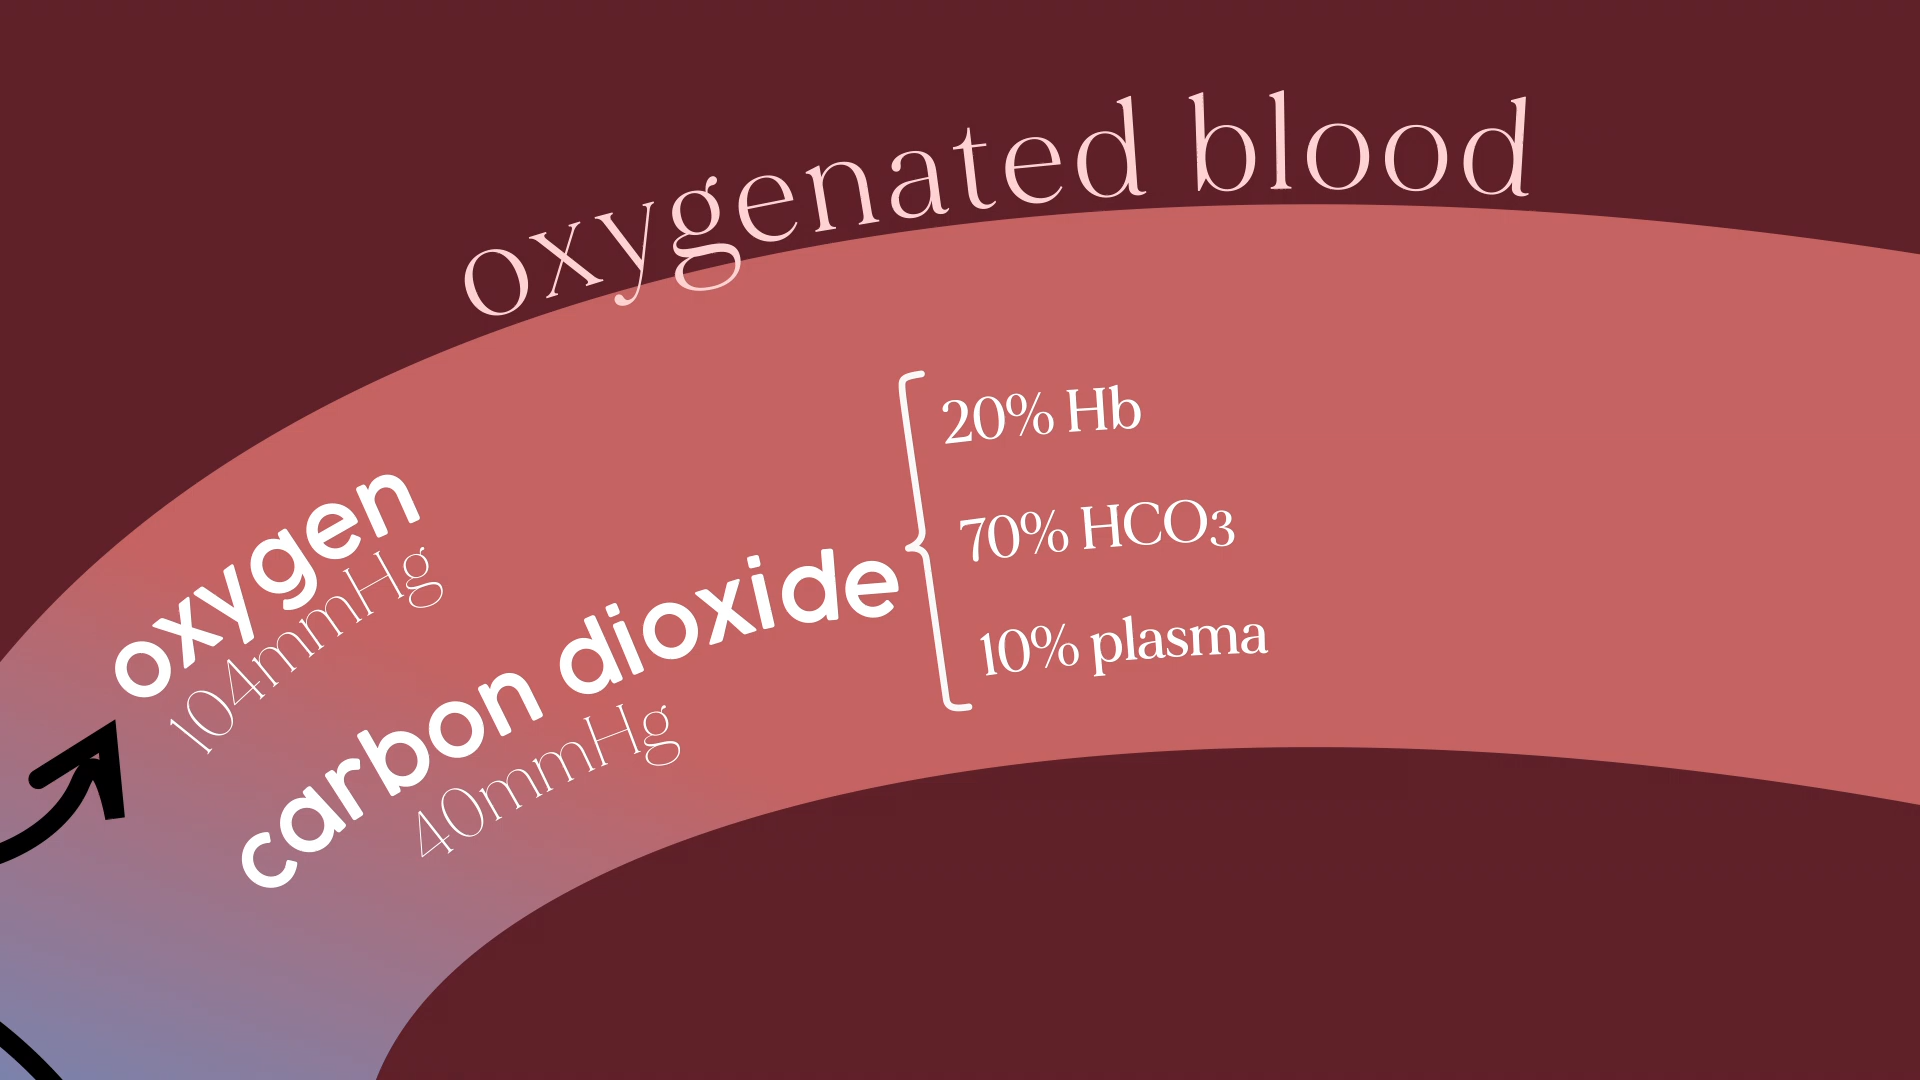 oxygenated blood
oxygen
104mmHg
carbon dioxide
40mmHg
20% Hb
70% HCO3
10% plasma